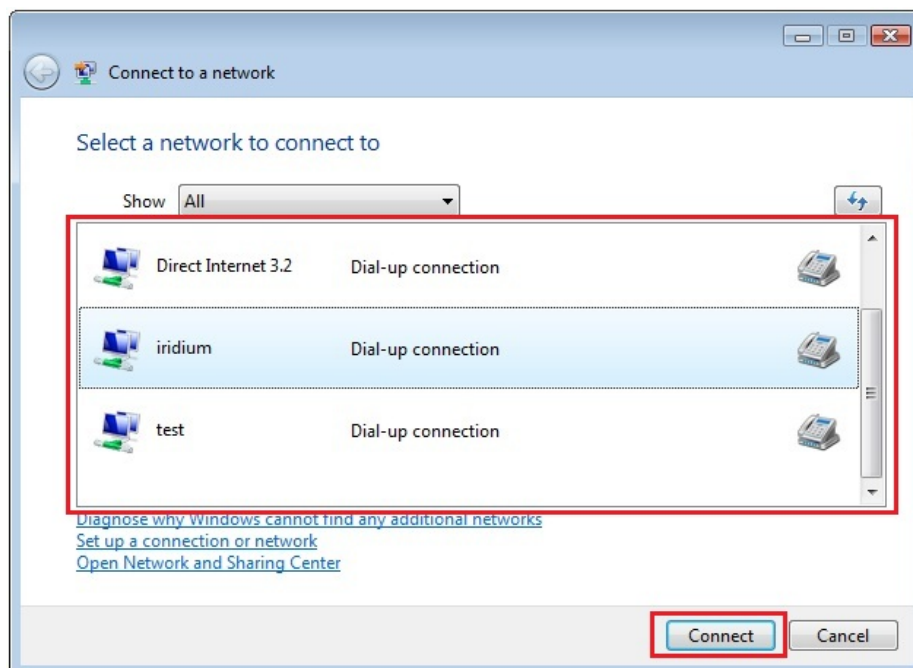 Connect to a network
Select a network to connect to
Show All
Direct Internet 3.2 Dial-up connection
iridium Dial-up connection
test Dial-up connection
Diagnose why Windows cannot find any additional networks
Set up a connection or network
Open Network and Sharing Center
Connect Cancel